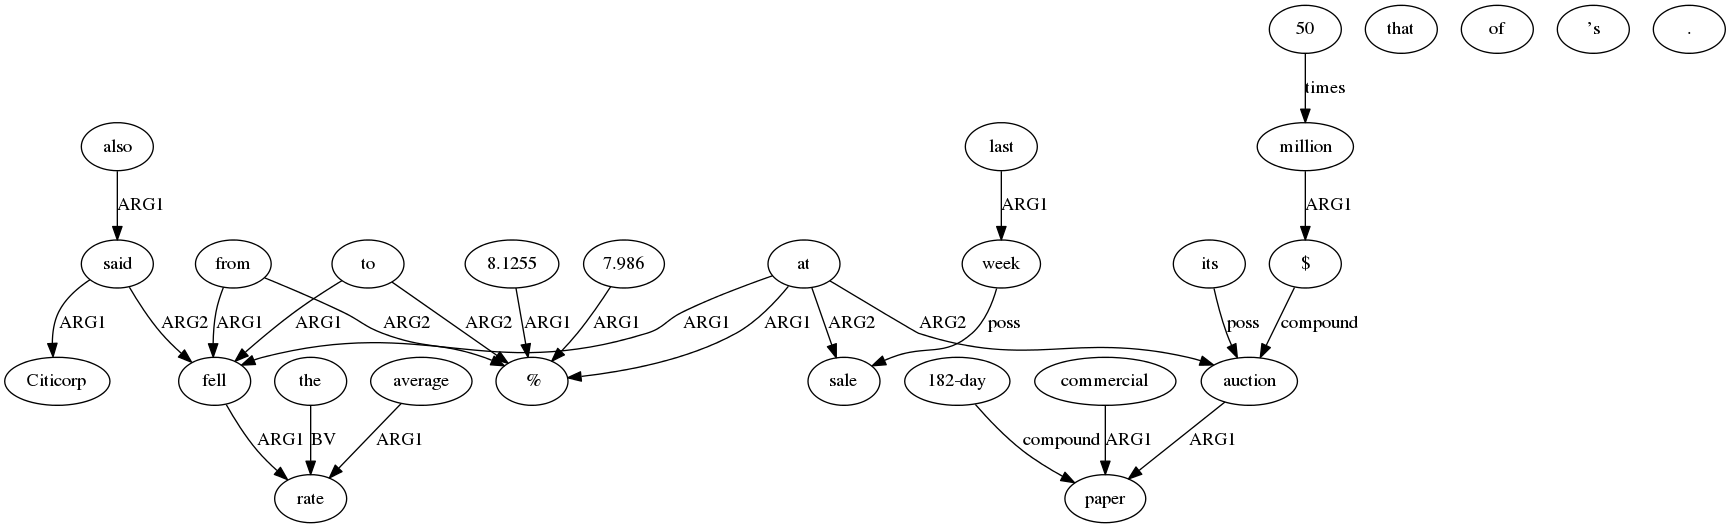 50 that of ’s .
times
also last million
ARG1 ARG1 ARG1
said from to 8.1255 7.986 at week its $
ARG1 ARG2 ARG1 ARG1 ARG2 ARG2 ARG1 ARG1 ARG1 ARG1 ARG2 ARG2 poss poss compound
Citicorp fell the average % sale 182-day commercial auction
ARG1 BV ARG1 compound ARG1 ARG1
rate paper